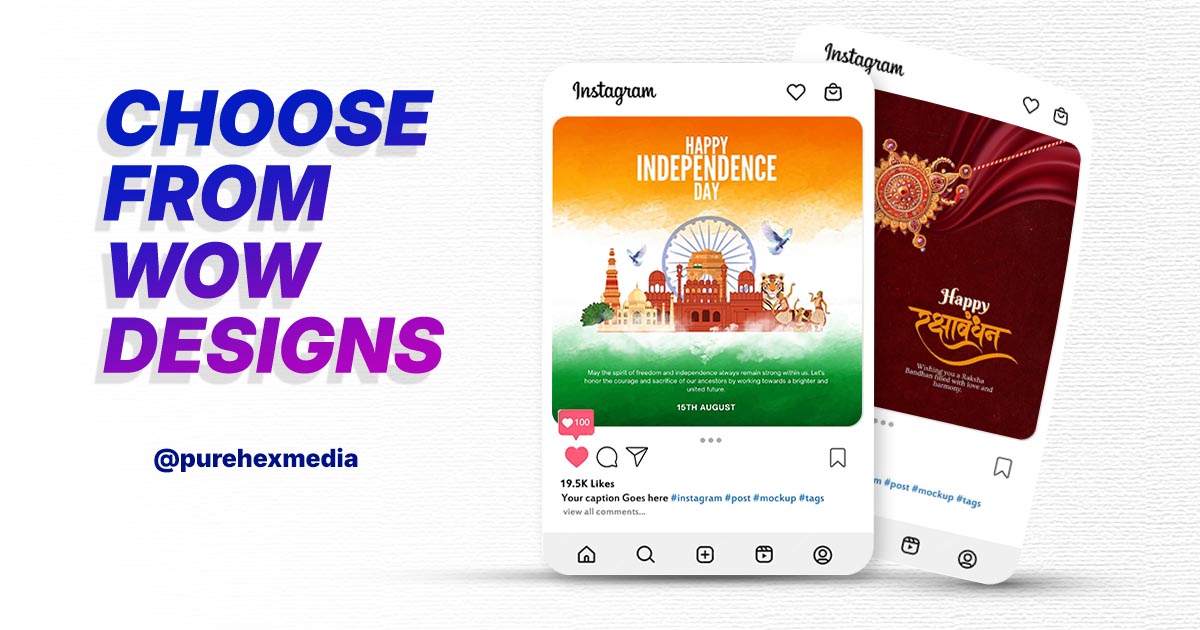 CHOOSE
FROM
WOW
DESIGNS
@purehexmedia
Instagram
HAPPY
INDEPENDENCE
DAY
May the spirit of freedom and independence always remain strong within us. Let's
honor the courage and sacrifice of our ancestors by working towards a brighter and
united future.
15TH AUGUST
100
19.5K Likes
Your caption Goes here #instagram #post #mockup #tags
view all comments...
Instagram
Happy
रक्षाबंधन
Wishing you a Raksha
Bandhan filled with love and
harmony.
#post #mockup #tags